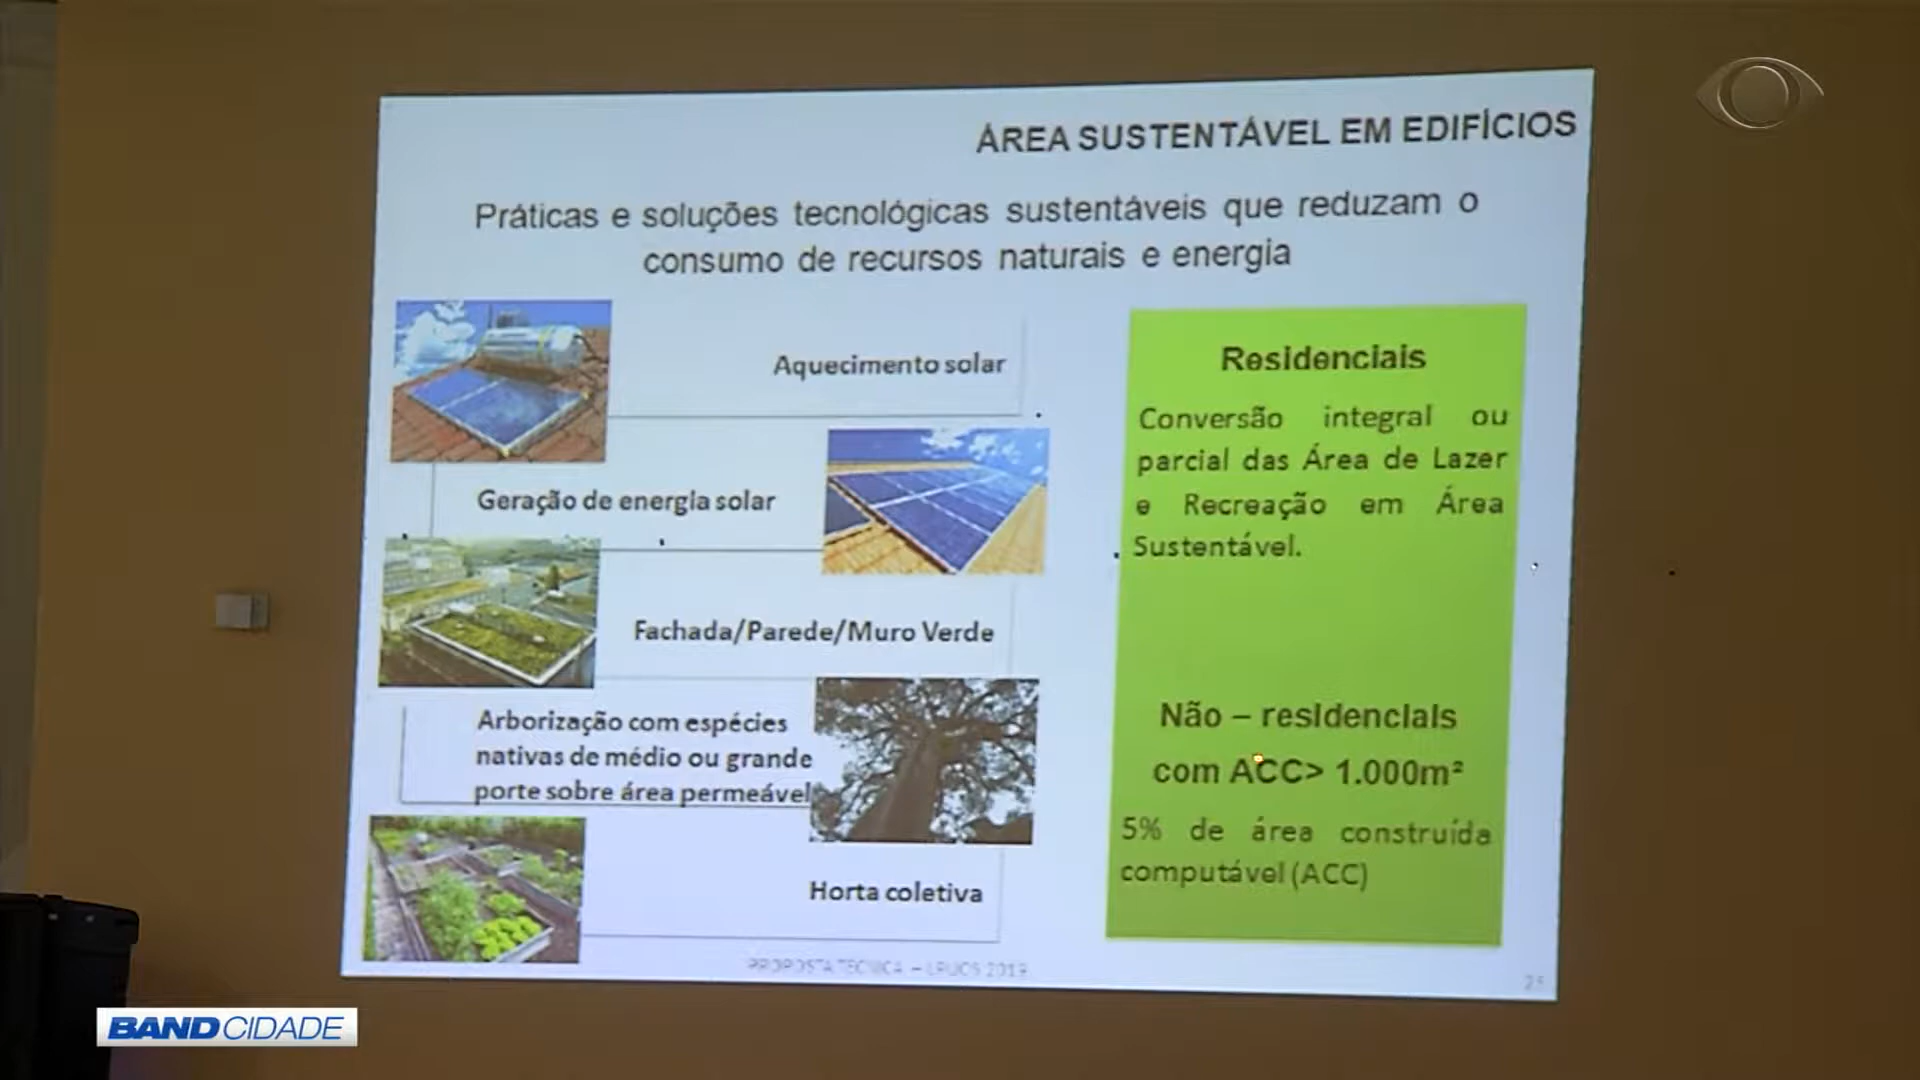 ÁREA SUSTENTÁVEL EM EDIFÍCIOS
Práticas e soluções tecnológicas sustentáveis que reduzam o
consumo de recursos naturais e energia
Aquecimento solar
Geração de energia solar
Fachada/Parede/Muro Verde
Arborização com espécies
nativas de médio ou grande
porte sobre área permeável
Horta coletiva
Residenciais
Conversão integral ou
parcial das Área de Lazer
e Recreação em Área
Sustentável.
Não – residenciais
com ACC> 1.000m²
5% de área construída
computável (ACC)
PROPOSTA TECNICA – LPUOS 2019
BAND CIDADE